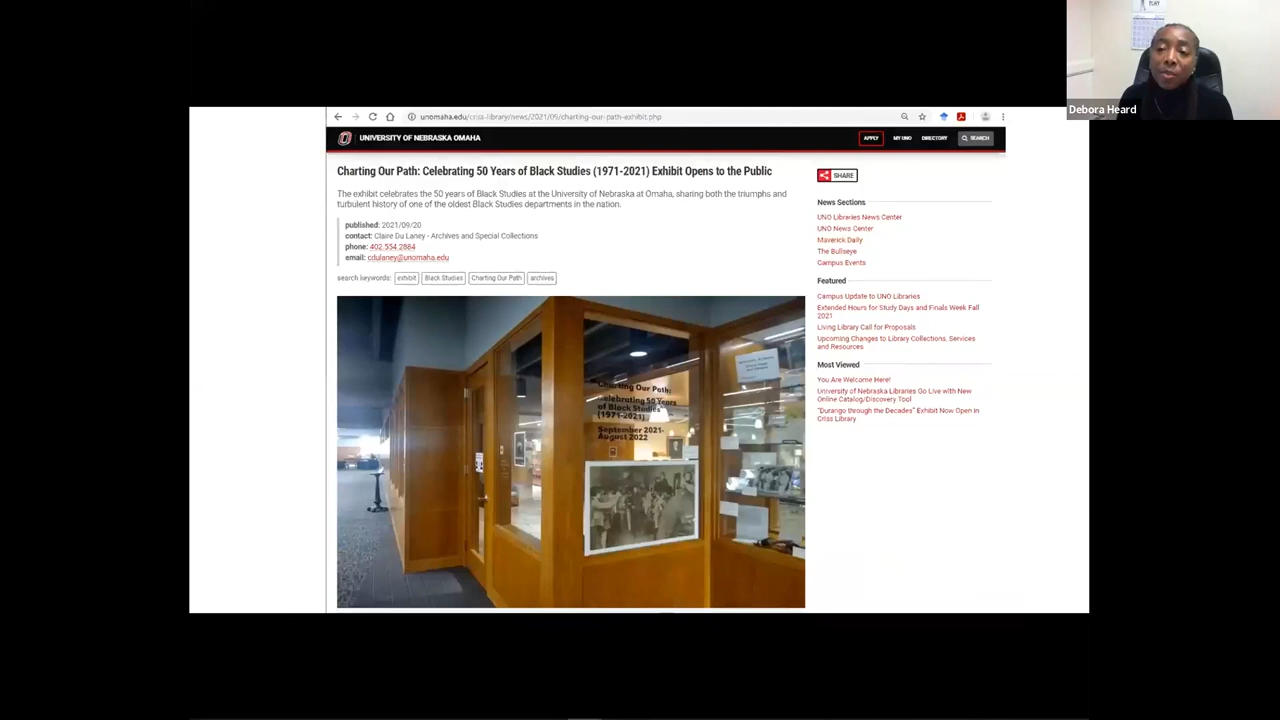 TLAY
Debora Heard
unomaha.edu/criss-library/news/2021/09/charting-our-path-exhibit.php
UNIVERSITY OF NEBRASKA OMAHA
APPLY
MY UNO
DIRECTORY
SEARCH
Charting Our Path: Celebrating 50 Years of Black Studies (1971-2021) Exhibit Opens to the Public
The exhibit celebrates the 50 years of Black Studies at the University of Nebraska at Omaha, sharing both the triumphs and
turbulent history of one of the oldest Black Studies departments in the nation.
published: 2021/09/20
contact: Claire Du Laney - Archives and Special Collections
phone: 402.554.2884
email: cdulaney@unomaha.edu
search keywords: exhibit Black Studies Charting Our Path archives
Charting Our Path:
Celebrating 50 Years
of Black Studies
(1971-2021)
September 2021-
August 2022
SHARE
News Sections
UNO Libraries News Center
UNO News Center
Maverick Daily
The Bullseye
Campus Events
Featured
Campus Update to UNO Libraries
Extended Hours for Study Days and Finals Week Fall
2021
Living Library Call for Proposals
Upcoming Changes to Library Collections, Services
and Resources
Most Viewed
You Are Welcome Here!
University of Nebraska Libraries Go Live with New
Online Catalog/Discovery Tool
"Durango through the Decades" Exhibit Now Open in
Criss Library